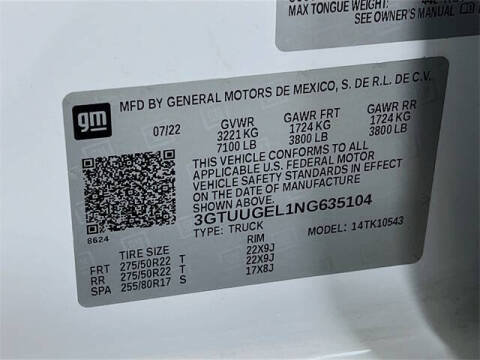 MAX TONGUE WEIGHT:
SEE OWNER'S MANUAL
gm
MFD BY GENERAL MOTORS DE MEXICO, S. DE R.L. DE C.V.
07/22 GVWR GAWR FRT GAWR RR
3221 KG 1724 KG 1724 KG
7100 LB 3800 LB 3800 LB
THIS VEHICLE CONFORMS TO ALL
APPLICABLE U.S. FEDERAL MOTOR
VEHICLE SAFETY STANDARDS IN EFFECT
ON THE DATE OF MANUFACTURE
SHOWN ABOVE.
3GTUUGEL1NG635104
8624
TYPE: TRUCK MODEL: 14TK10543
TIRE SIZE RIM
FRT 275/50R22 T 22X9J
RR 275/50R22 T 22X9J
SPA 255/80R17 S 17X8J